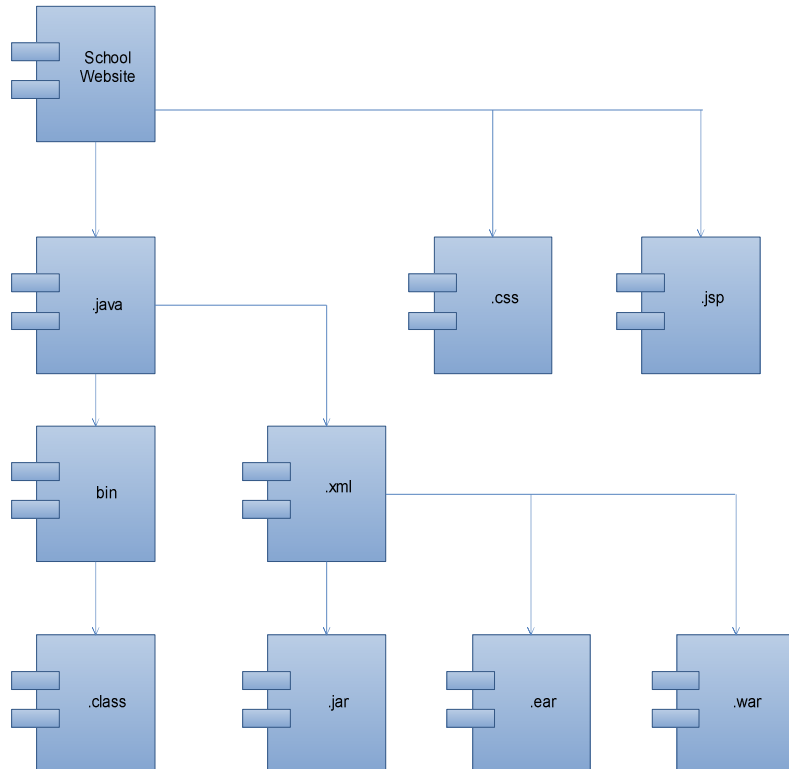 School
Website
.java
.css
.jsp
bin
.xml
.class
.jar
.ear
.war